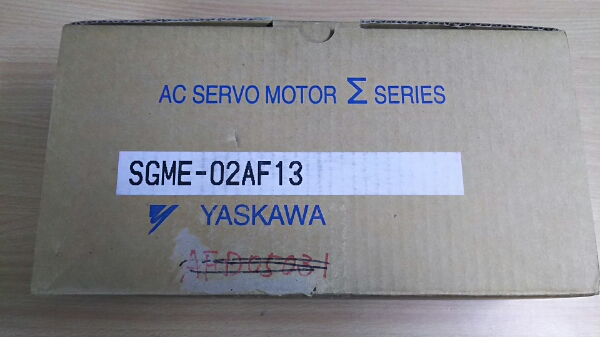 AC SERVO MOTOR Σ SERIES
SGME-02AF13
YASKAWA